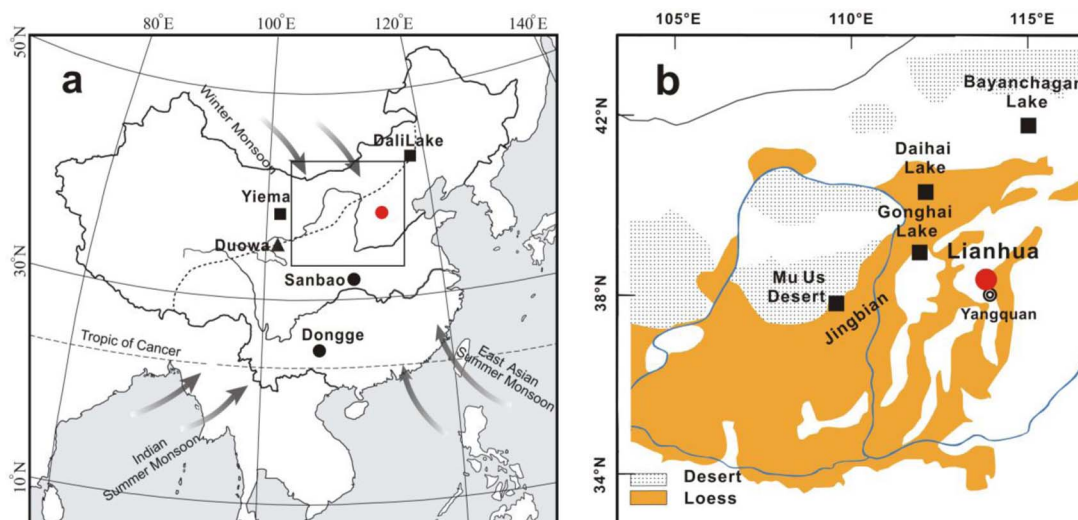 80°E
100°E
120°E
140°E
50°N
30°N
10°N
a
Winter Monsoon
DaliLake
Yiema
Duowa
Sanbao
Dongge
Tropic of Cancer
East Asian
Summer Monsoon
Indian
Summer Monsoon
105°E
110°E
115°E
42°N
38°N
34°N
b
Bayanchagan
Lake
Daihai
Lake
Gonghai
Lake
Lianhua
Mu Us
Desert
Jingbian
Yangquan
Desert
Loess